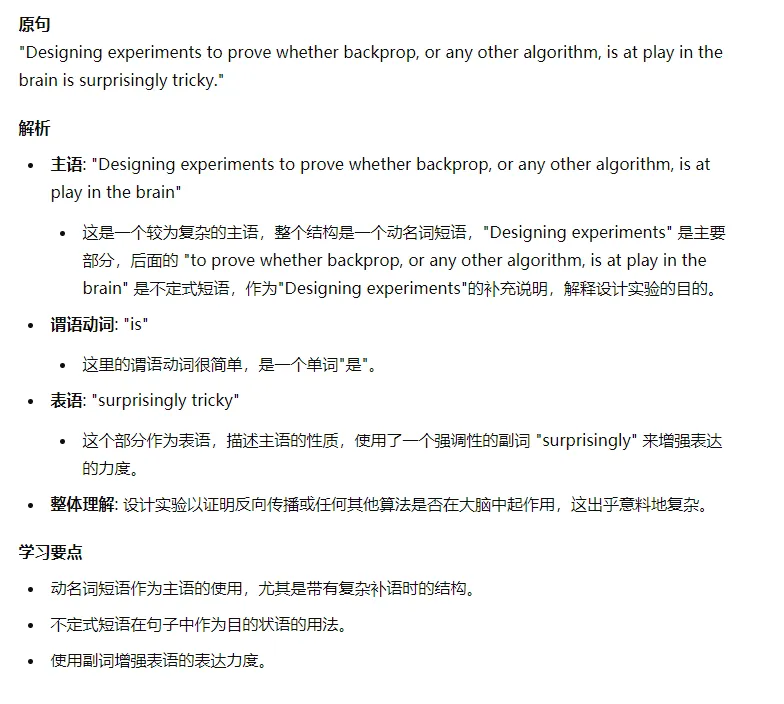 原句
"Designing experiments to prove whether backprop, or any other algorithm, is at play in the
brain is surprisingly tricky."
解析
• 主语: "Designing experiments to prove whether backprop, or any other algorithm, is at
play in the brain"
• 这是一个较为复杂的主语，整个结构是一个动名词短语，"Designing experiments" 是主要
部分，后面的 "to prove whether backprop, or any other algorithm, is at play in the
brain" 是不定式短语，作为"Designing experiments"的补充说明，解释设计实验的目的。
• 谓语动词: "is"
• 这里的谓语动词很简单，是一个单词"是"。
• 表语: "surprisingly tricky"
• 这个部分作为表语，描述主语的性质，使用了一个强调性的副词 "surprisingly" 来增强表达
的力度。
• 整体理解: 设计实验以证明反向传播或任何其他算法是否在大脑中起作用，这出乎意料地复杂。
学习要点
• 动名词短语作为主语的使用，尤其是带有复杂补语时的结构。
• 不定式短语在句子中作为目的状语的用法。
• 使用副词增强表语的表达力度。